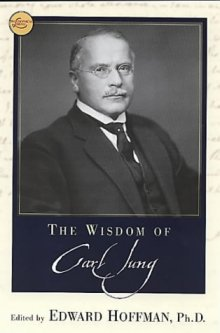 THE WISDOM OF
Carl Jung
Edited by EDWARD HOFFMAN, PH.D.